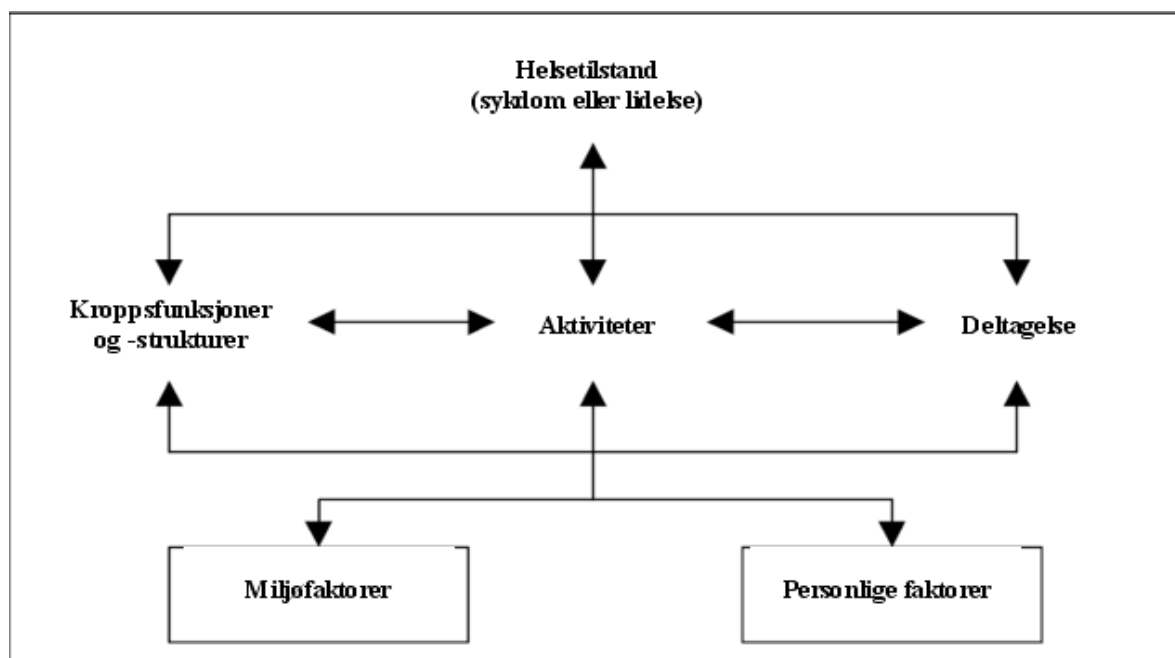 Helsetilstand
(sykdom eller lidelse)
Kroppsfunksjoner
og -strukturer
Aktiviteter
Deltagelse
Miljøfaktorer
Personlige faktorer